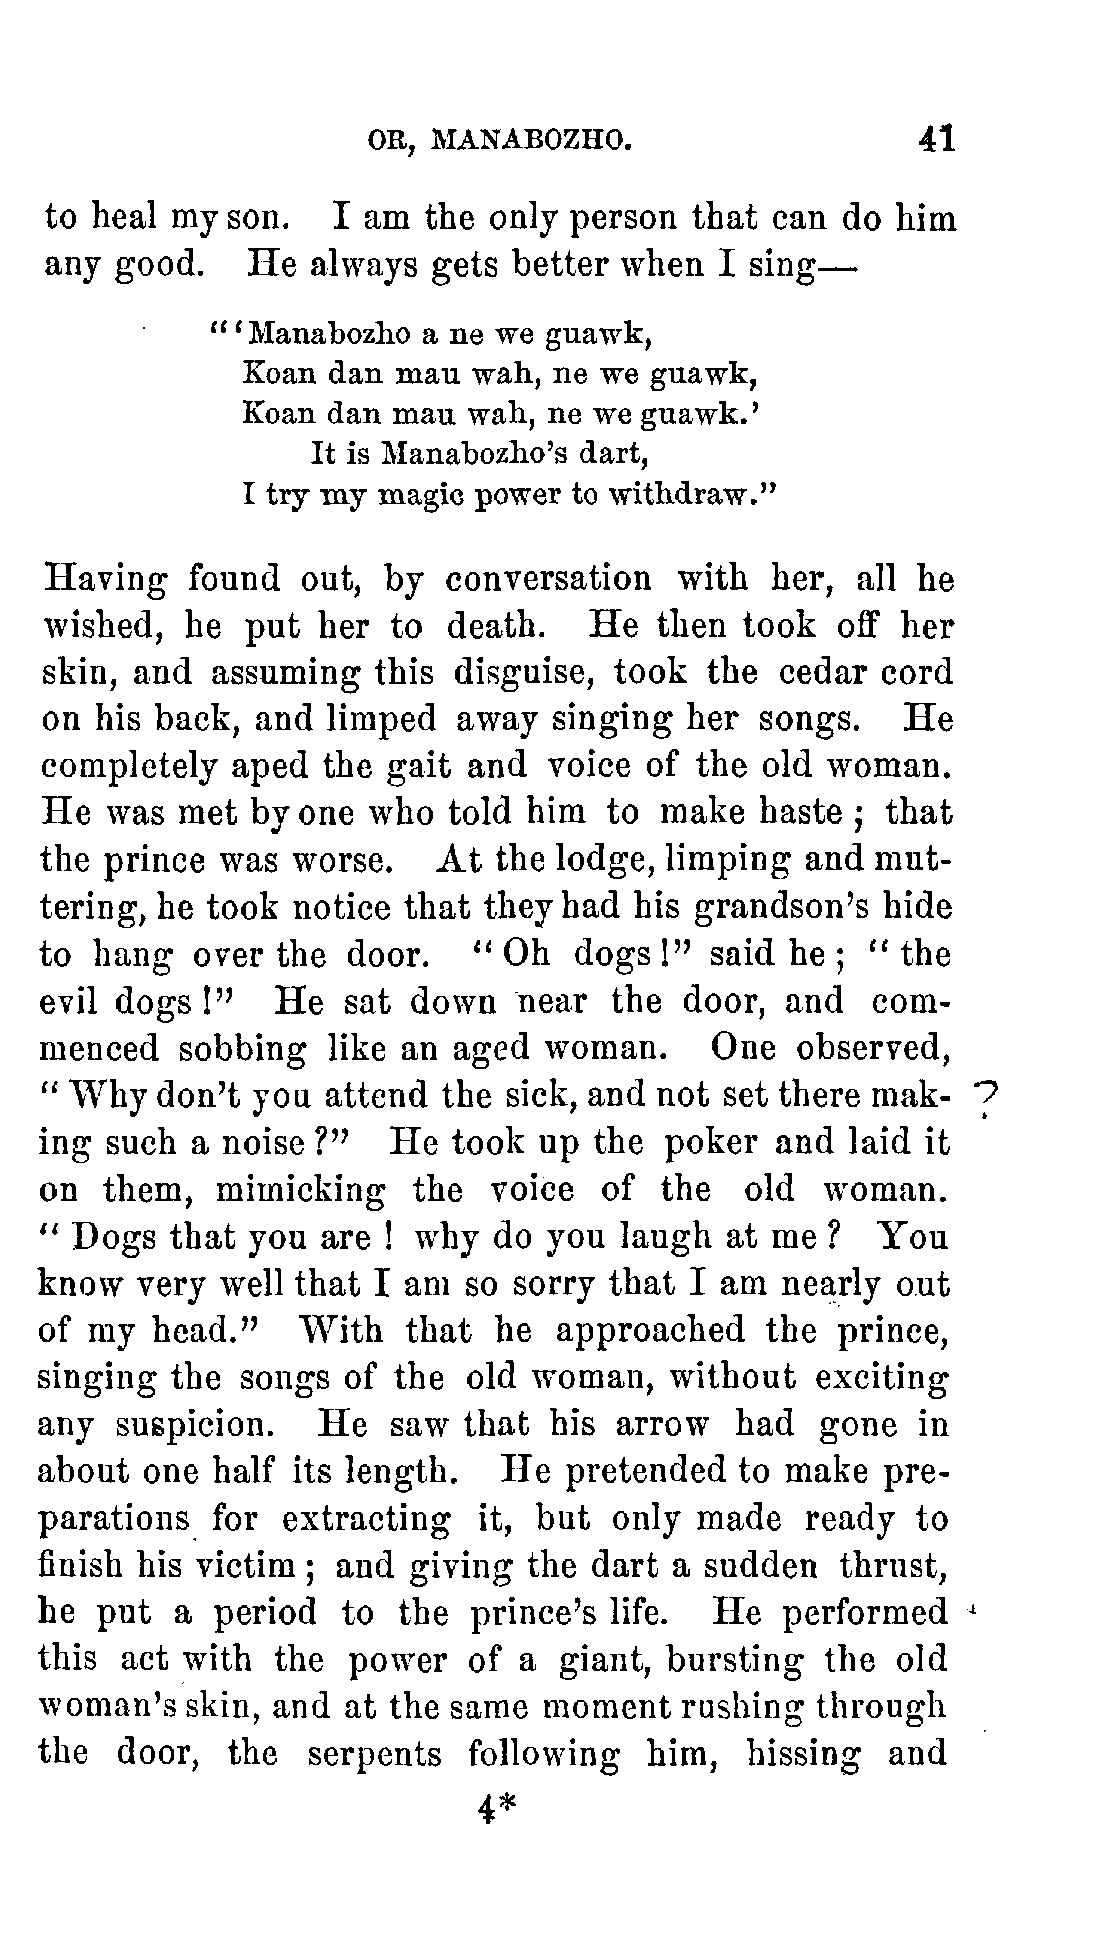 OR, MANABOZHO. 41
to heal my son. I am the only person that can do him
any good. He always gets better when I sing—
"'Manabozho a ne we guawk,
Koan dan mau wah, ne we guawk,
Koan dan mau wah, ne we guawk.'
It is Manabozho's dart,
I try my magic power to withdraw."
Having found out, by conversation with her, all he
wished, he put her to death. He then took off her
skin, and assuming this disguise, took the cedar cord
on his back, and limped away singing her songs. He
completely aped the gait and voice of the old woman.
He was met by one who told him to make haste; that
the prince was worse. At the lodge, limping and mut-
tering, he took notice that they had his grandson's hide
to hang over the door. "Oh dogs!" said he; "the
evil dogs!" He sat down near the door, and com-
menced sobbing like an aged woman. One observed,
"Why don't you attend the sick, and not set there mak- ?
ing such a noise?" He took up the poker and laid it
on them, mimicking the voice of the old woman.
"Dogs that you are! why do you laugh at me? You
know very well that I am so sorry that I am nearly out
of my head." With that he approached the prince,
singing the songs of the old woman, without exciting
any suspicion. He saw that his arrow had gone in
about one half its length. He pretended to make pre-
parations for extracting it, but only made ready to
finish his victim; and giving the dart a sudden thrust,
he put a period to the prince's life. He performed
this act with the power of a giant, bursting the old
woman's skin, and at the same moment rushing through
the door, the serpents following him, hissing and
4*